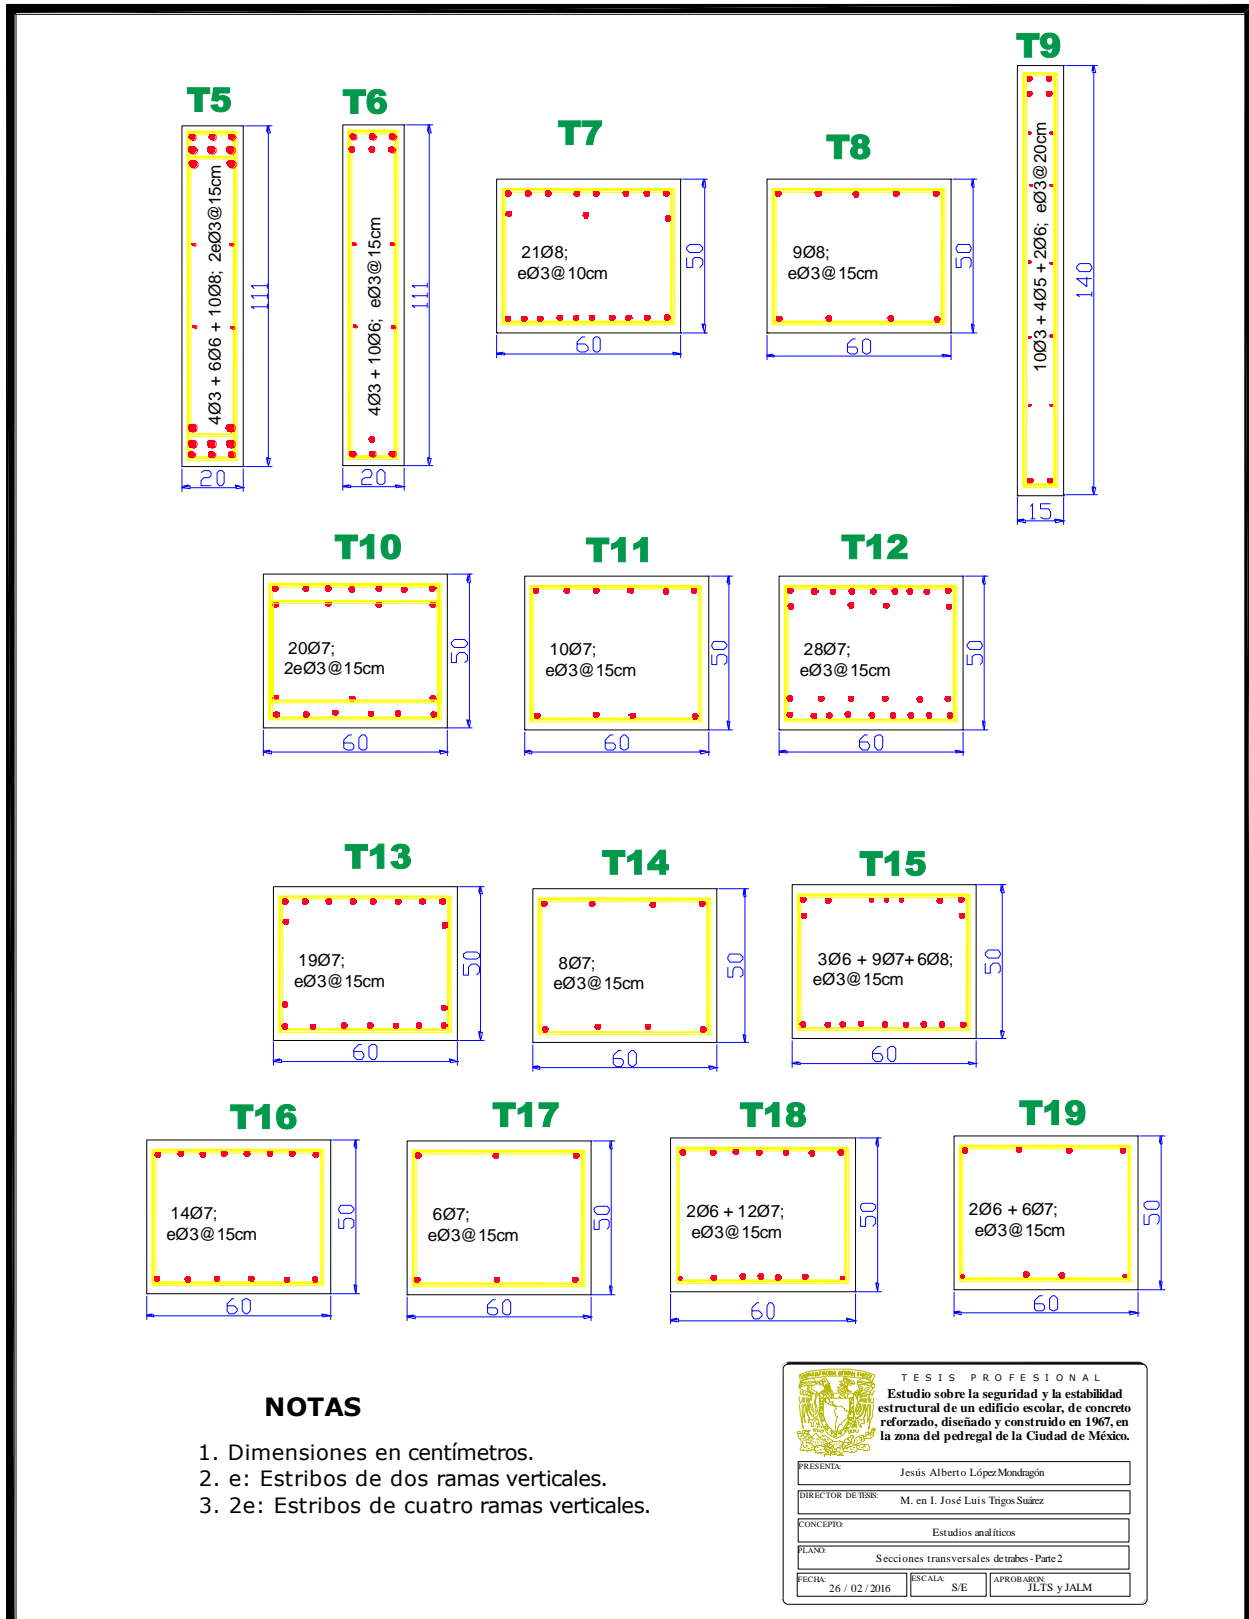 T5
T6
T7
T8
T9
4Ø3 + 6Ø6 + 10Ø8; 2eØ3@15cm
111
20
4Ø3 + 10Ø6; eØ3@15cm
111
20
21Ø8;
eØ3@10cm
50
60
9Ø8;
eØ3@15cm
50
60
10Ø3 + 4Ø5 + 2Ø6; eØ3@20cm
140
15
T10
T11
T12
20Ø7;
2eØ3@15cm
50
60
10Ø7;
eØ3@15cm
50
60
28Ø7;
eØ3@15cm
50
60
T13
T14
T15
19Ø7;
eØ3@15cm
50
60
8Ø7;
eØ3@15cm
50
60
3Ø6 + 9Ø7+ 6Ø8;
eØ3@15cm
50
60
T16
T17
T18
T19
14Ø7;
eØ3@15cm
50
60
6Ø7;
eØ3@15cm
50
60
2Ø6 + 12Ø7;
eØ3@15cm
50
60
2Ø6 + 6Ø7;
eØ3@15cm
50
60
NOTAS
1. Dimensiones en centímetros.
2. e: Estribos de dos ramas verticales.
3. 2e: Estribos de cuatro ramas verticales.
TESIS PROFESIONAL
Estudio sobre la seguridad y la estabilidad
estructural de un edificio escolar, de concreto
reforzado, diseñado y construido en 1967, en
la zona del pedregal de la Ciudad de México.
PRESENTA: Jesús Alberto López Mondragón
DIRECTOR DE TESIS: M. en I. José Luis Trigos Suárez
CONCEPTO: Estudios analíticos
PLANO: Secciones transversales de trabes - Parte 2
FECHA: 26 / 02 / 2016 ESCALA: S/E APROBARON: JLTS y JALM